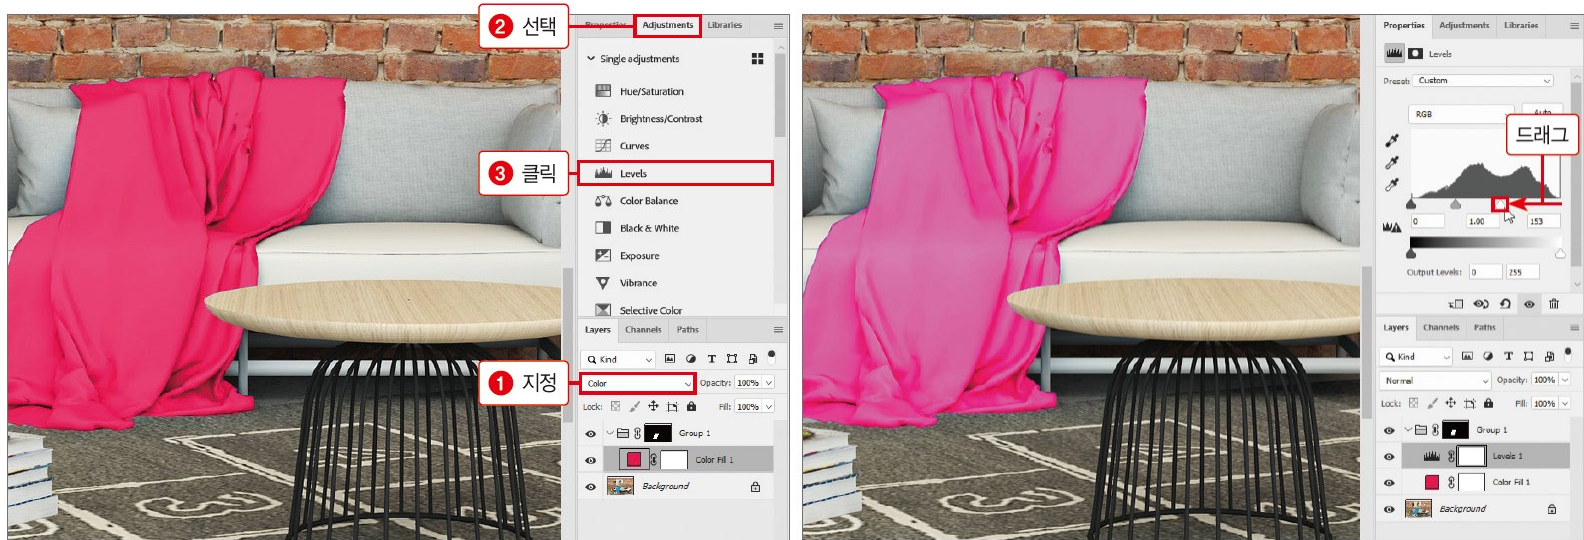 Properties Adjustments Libraries
② 선택
Single adjustments
Hue/Saturation
Brightness/Contrast
Curves
③ 클릭
Levels
Color Balance
Black & White
Exposure
Vibrance
Selective Color
Layers Channels Paths
Kind
① 지정
Color Opacity: 100%
Lock: Fill: 100%
Group 1
Color Fill 1
Background
Properties Adjustments Libraries
Levels
Preset: Custom
RGB Auto
드래그
0 1.00 153
Output Levels: 0 255
Layers Channels Paths
Kind
Normal Opacity: 100%
Lock: Fill: 100%
Group 1
Levels 1
Color Fill 1
Background